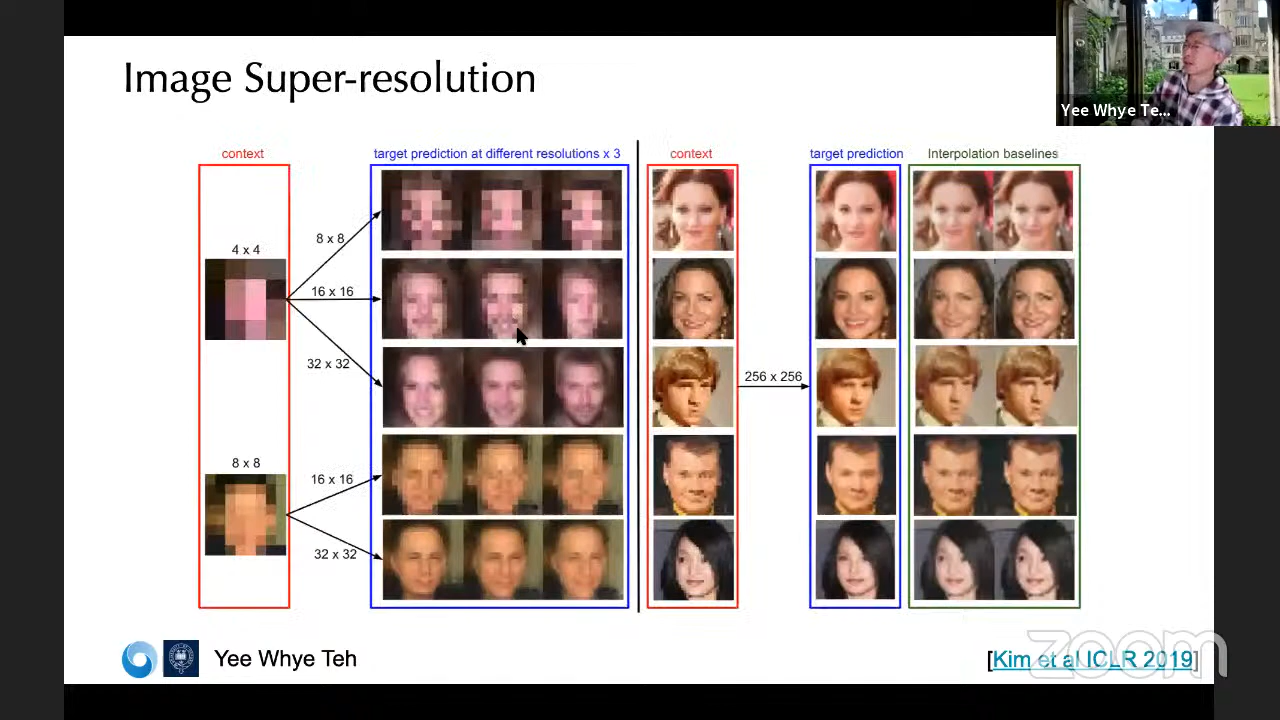 Image Super-resolution
Yee Whye Te...
context
target prediction at different resolutions x 3
context
target prediction
Interpolation baselines
4 x 4
8 x 8
16 x 16
32 x 32
256 x 256
8 x 8
16 x 16
32 x 32
Yee Whye Teh
[Kim et al ICLR 2019]
zoom